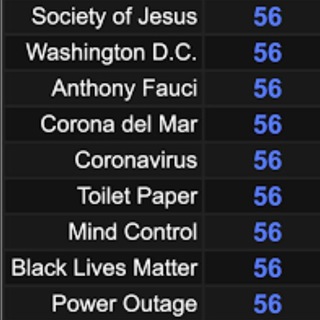 Society of Jesus 56
Washington D.C. 56
Anthony Fauci 56
Corona del Mar 56
Coronavirus 56
Toilet Paper 56
Mind Control 56
Black Lives Matter 56
Power Outage 56